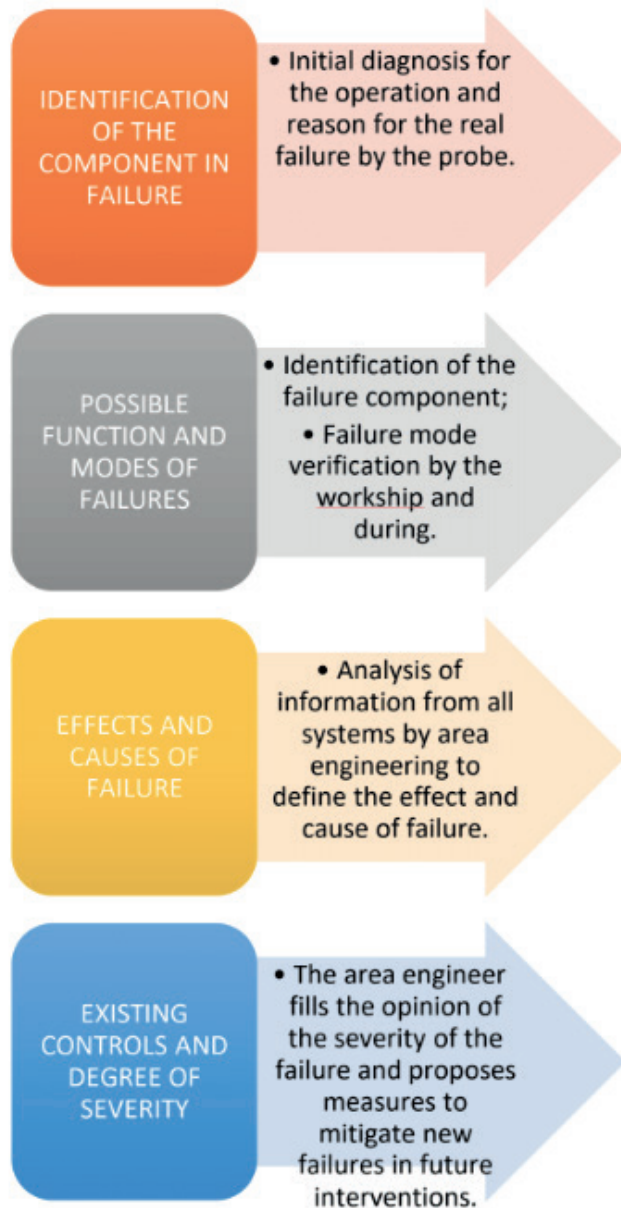 IDENTIFICATION
OF THE
COMPONENT IN
FAILURE
• Initial diagnosis for
the operation and
reason for the real
failure by the probe.
POSSIBLE
FUNCTION AND
MODES OF
FAILURES
• Identification of the
failure component;
• Failure mode
verification by the
workship and
during.
EFFECTS AND
CAUSES OF
FAILURE
• Analysis of
information from all
systems by area
engineering to
define the effect and
cause of failure.
EXISTING
CONTROLS AND
DEGREE OF
SEVERITY
• The area engineer
fills the opinion of
the severity of the
failure and proposes
measures to
mitigate new
failures in future
interventions.